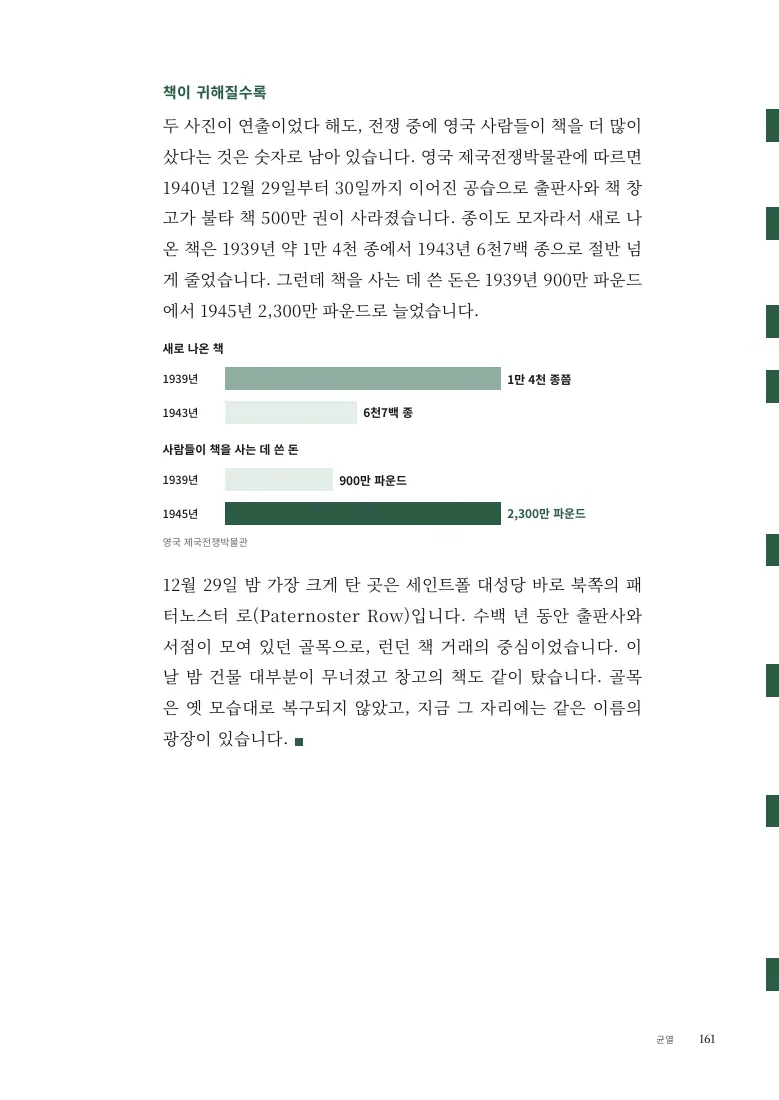 책이 귀해질수록
두 사진이 연출이었다 해도, 전쟁 중에 영국 사람들이 책을 더 많이
샀다는 것은 숫자로 남아 있습니다. 영국 제국전쟁박물관에 따르면
1940년 12월 29일부터 30일까지 이어진 공습으로 출판사와 책 창
고가 불타 책 500만 권이 사라졌습니다. 종이도 모자라서 새로 나
온 책은 1939년 약 1만 4천 종에서 1943년 6천7백 종으로 절반 넘
게 줄었습니다. 그런데 책을 사는 데 쓴 돈은 1939년 900만 파운드
에서 1945년 2,300만 파운드로 늘었습니다.
새로 나온 책
1939년 1만 4천 종쯤
1943년 6천7백 종
사람들이 책을 사는 데 쓴 돈
1939년 900만 파운드
1945년 2,300만 파운드
영국 제국전쟁박물관
12월 29일 밤 가장 크게 탄 곳은 세인트폴 대성당 바로 북쪽의 패
터노스터 로(Paternoster Row)입니다. 수백 년 동안 출판사와
서점이 모여 있던 골목으로, 런던 책 거래의 중심이었습니다. 이
날 밤 건물 대부분이 무너졌고 창고의 책도 같이 탔습니다. 골목
은 옛 모습대로 복구되지 않았고, 지금 그 자리에는 같은 이름의
광장이 있습니다.
균열 161